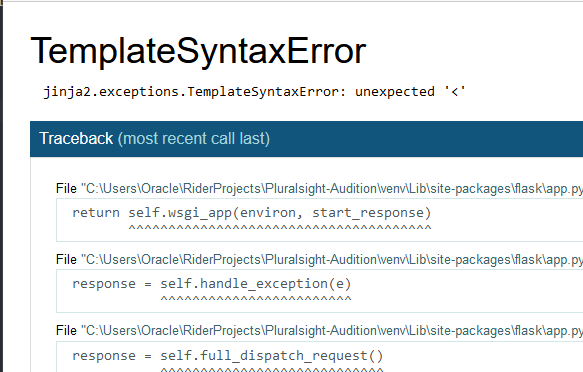 TemplateSyntaxError
jinja2.exceptions.TemplateSyntaxError: unexpected '<'
Traceback (most recent call last)
File "C:\Users\Oracle\RiderProjects\Pluralsight-Audition\venv\Lib\site-packages\flask\app.py
return self.wsgi_app(environ, start_response)
^^^^^^^^^^^^^^^^^^^^^^^^^^^^^^^^^^^^^^
File "C:\Users\Oracle\RiderProjects\Pluralsight-Audition\venv\Lib\site-packages\flask\app.py
response = self.handle_exception(e)
^^^^^^^^^^^^^^^^^^^^^^^^
File "C:\Users\Oracle\RiderProjects\Pluralsight-Audition\venv\Lib\site-packages\flask\app.py
response = self.full_dispatch_request()
^^^^^^^^^^^^^^^^^^^^^^^^^^^^